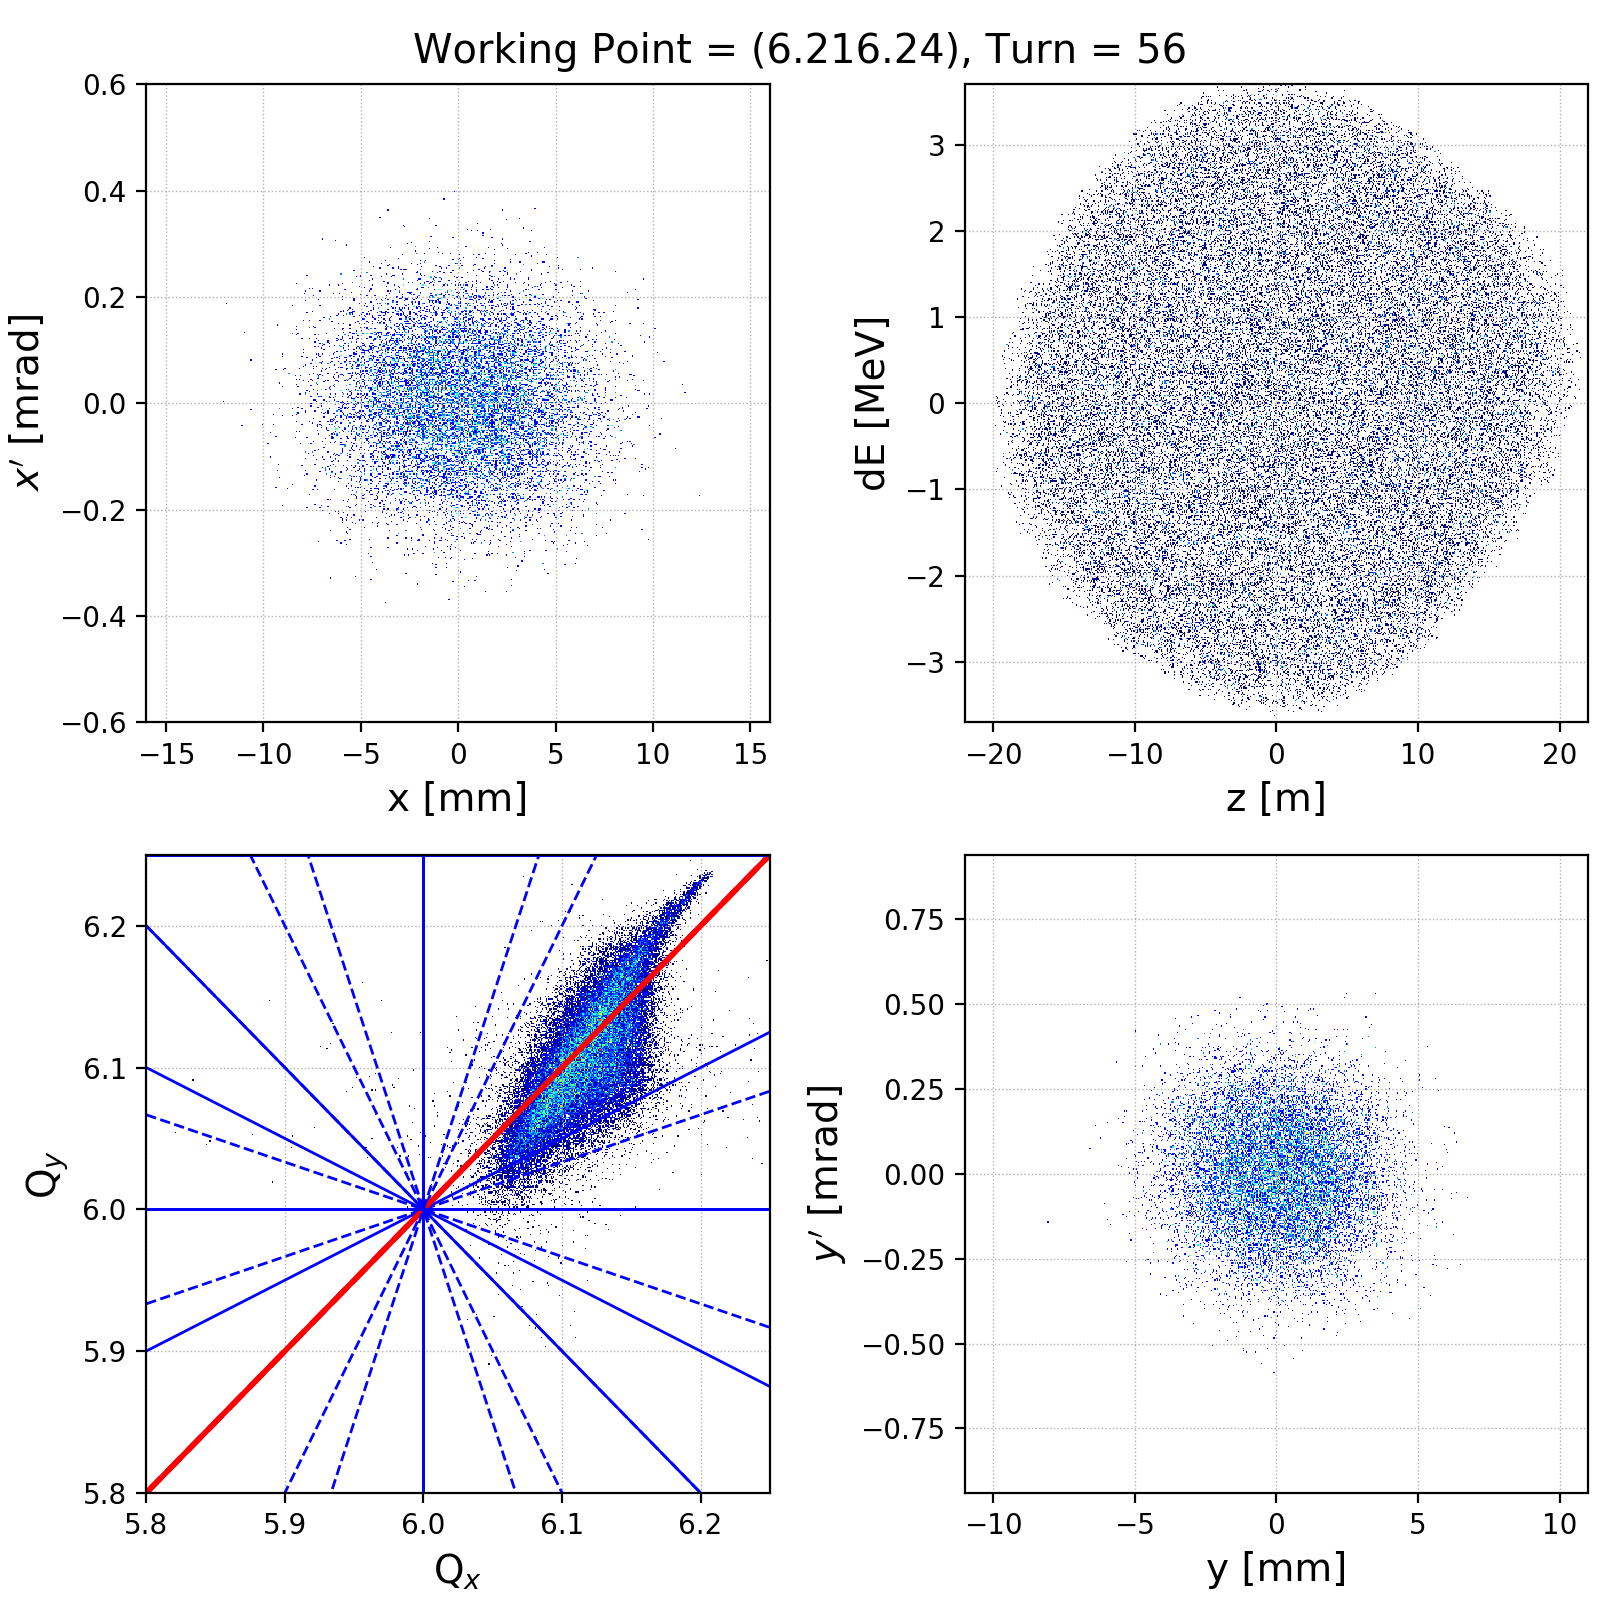 Working Point = (6.216.24), Turn = 56
0.6
0.4
0.2
0.0
−0.2
−0.4
−0.6
x′ [mrad]
−15 −10 −5 0 5 10 15
x [mm]
3
2
1
0
−1
−2
−3
dE [MeV]
−20 −10 0 10 20
z [m]
6.2
6.1
6.0
5.9
5.8
Qy
5.8 5.9 6.0 6.1 6.2
Qx
0.75
0.50
0.25
0.00
−0.25
−0.50
−0.75
y′ [mrad]
−10 −5 0 5 10
y [mm]